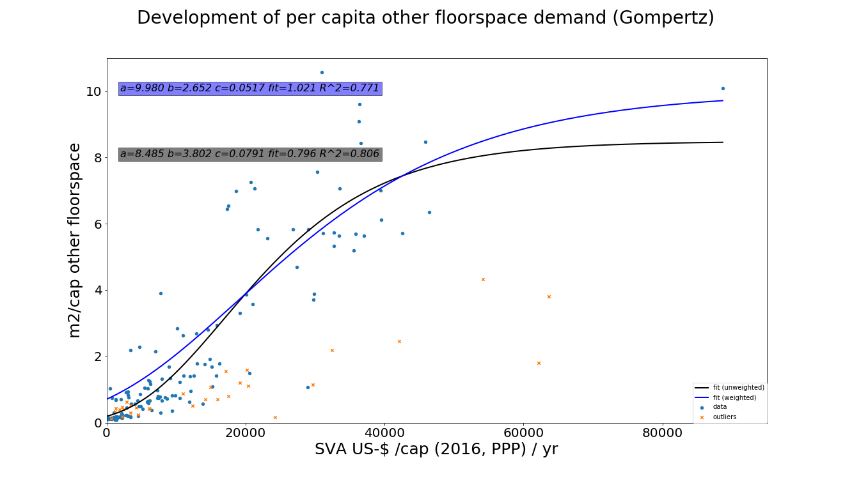 Development of per capita other floorspace demand (Gompertz)
a=9.980 b=2.652 c=0.0517 fit=1.021 R^2=0.771
a=8.485 b=3.802 c=0.0791 fit=0.796 R^2=0.806
m2/cap other floorspace
10
8
6
4
2
0
0 20000 40000 60000 80000
SVA US-$ /cap (2016, PPP) / yr
fit (unweighted)
fit (weighted)
data
outliers